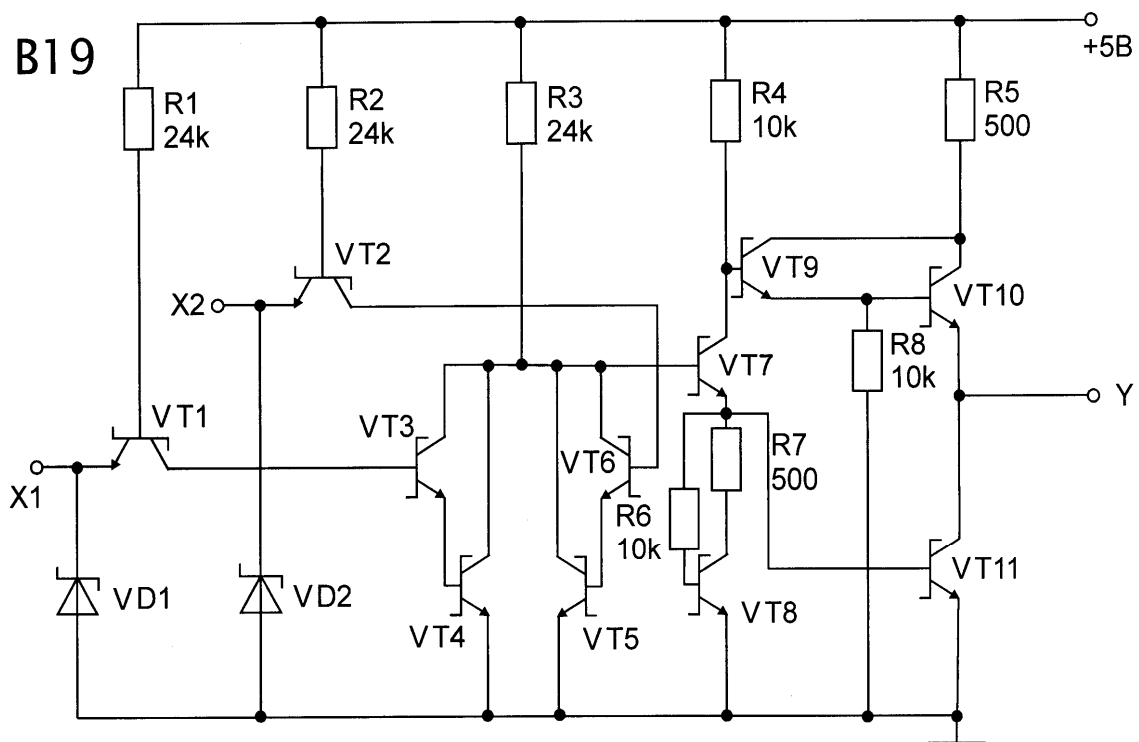 B19
+5В
R1
24k
R2
24k
R3
24k
R4
10k
R5
500
VT2
VT9
VT10
X2
R8
10k
VT7
Y
VT1
VT3
VT6
R7
500
X1
R6
10k
VD1
VD2
VT4
VT5
VT8
VT11